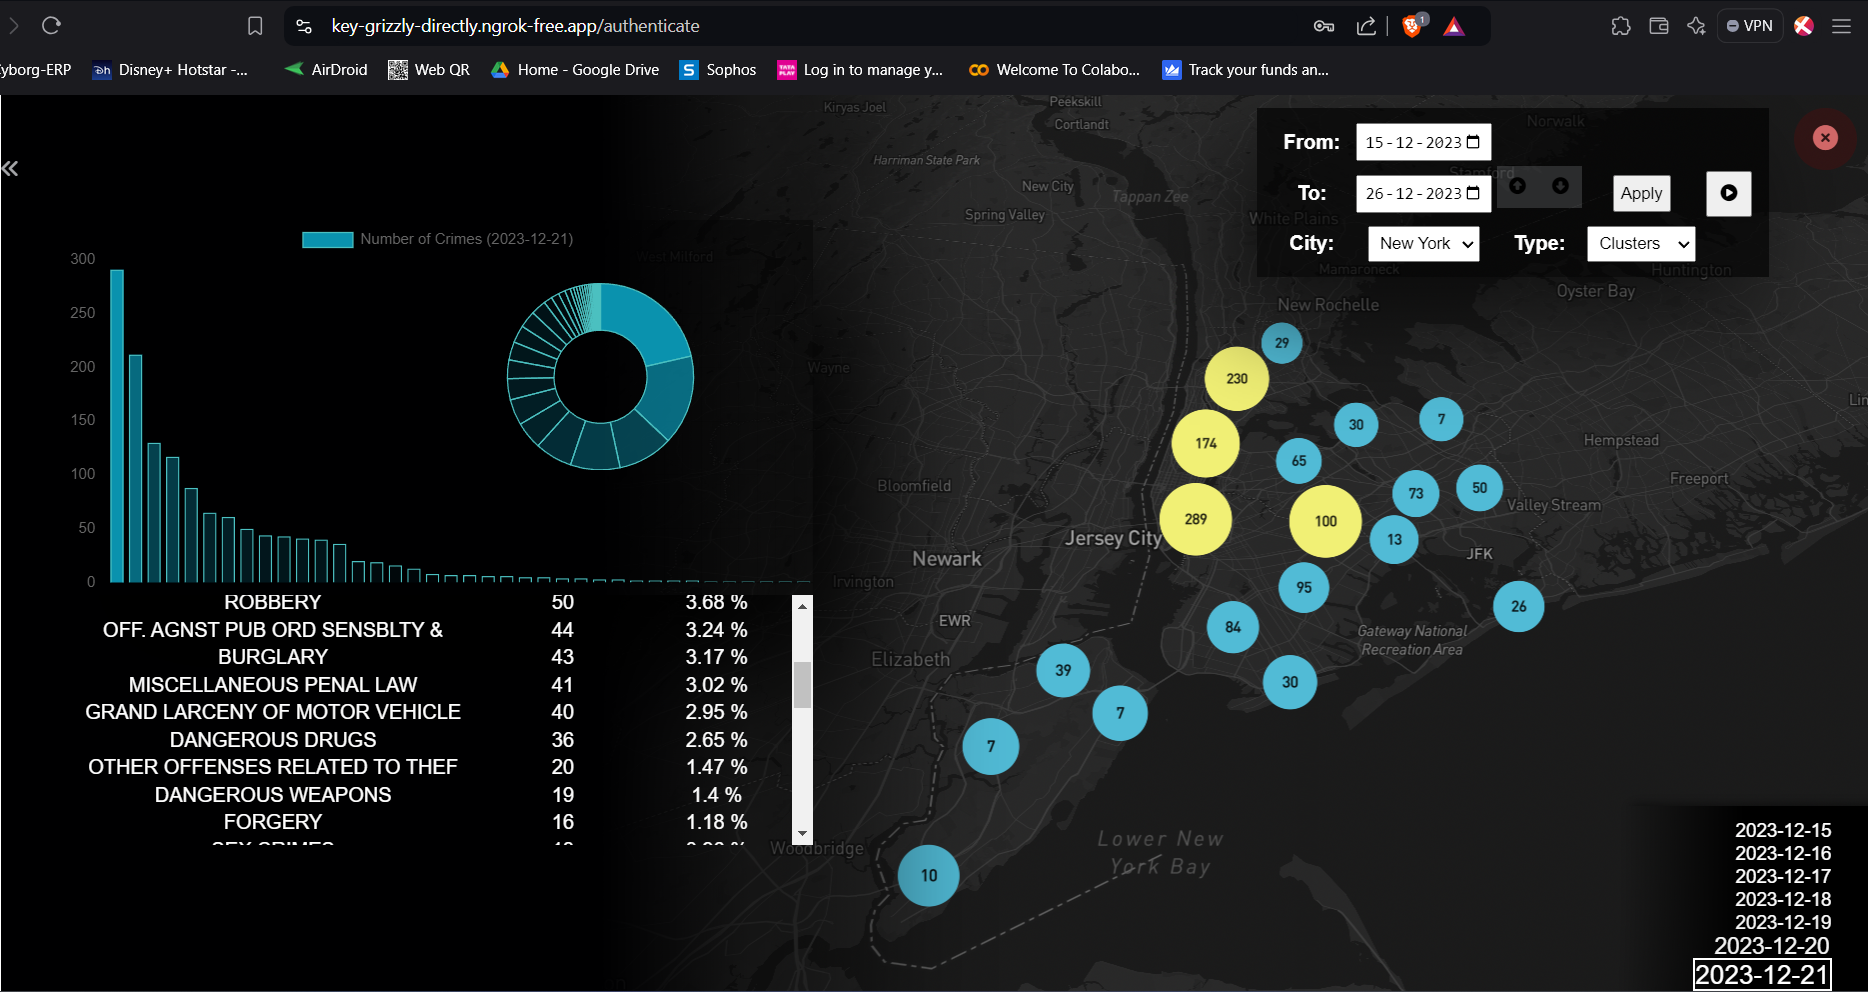 key-grizzly-directly.ngrok-free.app/authenticate
1
VPN
yborg-ERP
Disney+ Hotstar -...
AirDroid
Web QR
Home - Google Drive
Sophos
Log in to manage y...
Welcome To Colabo...
Track your funds an...
From:
15-12-2023
To:
26-12-2023
Apply
City:
New York
Type:
Clusters
Number of Crimes (2023-12-21)
300
250
200
150
100
50
0
ROBBERY 50 3.68 %
OFF. AGNST PUB ORD SENSBLTY & 44 3.24 %
BURGLARY 43 3.17 %
MISCELLANEOUS PENAL LAW 41 3.02 %
GRAND LARCENY OF MOTOR VEHICLE 40 2.95 %
DANGEROUS DRUGS 36 2.65 %
OTHER OFFENSES RELATED TO THEF 20 1.47 %
DANGEROUS WEAPONS 19 1.4 %
FORGERY 16 1.18 %
Kiryas Joel
Peekskill
Cortlandt
Norwalk
Harriman State Park
New City
Tappan Zee
Stamford
Spring Valley
White Plains
West Milford
Mamaroneck
Huntington
Oyster Bay
New Rochelle
Wayne
Hempstead
Freeport
Bloomfield
Valley Stream
Jersey City
Newark
JFK
Irvington
EWR
Elizabeth
Gateway National
Recreation Area
Woodbridge
Lower New
York Bay
29
230
30
7
174
65
73
50
289
100
13
95
26
84
39
30
7
7
10
2023-12-15
2023-12-16
2023-12-17
2023-12-18
2023-12-19
2023-12-20
2023-12-21